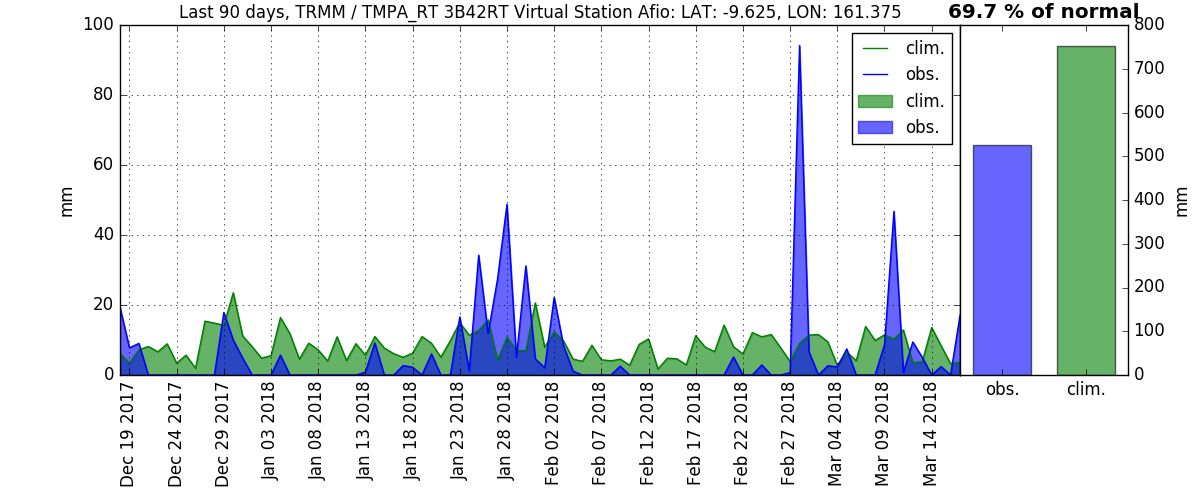 Last 90 days, TRMM / TMPA_RT 3B42RT Virtual Station Afio: LAT: -9.625, LON: 161.375
69.7 % of normal
mm
100
80
60
40
20
0
clim.
obs.
clim.
obs.
Dec 19 2017
Dec 24 2017
Dec 29 2017
Jan 03 2018
Jan 08 2018
Jan 13 2018
Jan 18 2018
Jan 23 2018
Jan 28 2018
Feb 02 2018
Feb 07 2018
Feb 12 2018
Feb 17 2018
Feb 22 2018
Feb 27 2018
Mar 04 2018
Mar 09 2018
Mar 14 2018
800
700
600
500
400
300
200
100
0
mm
obs.
clim.